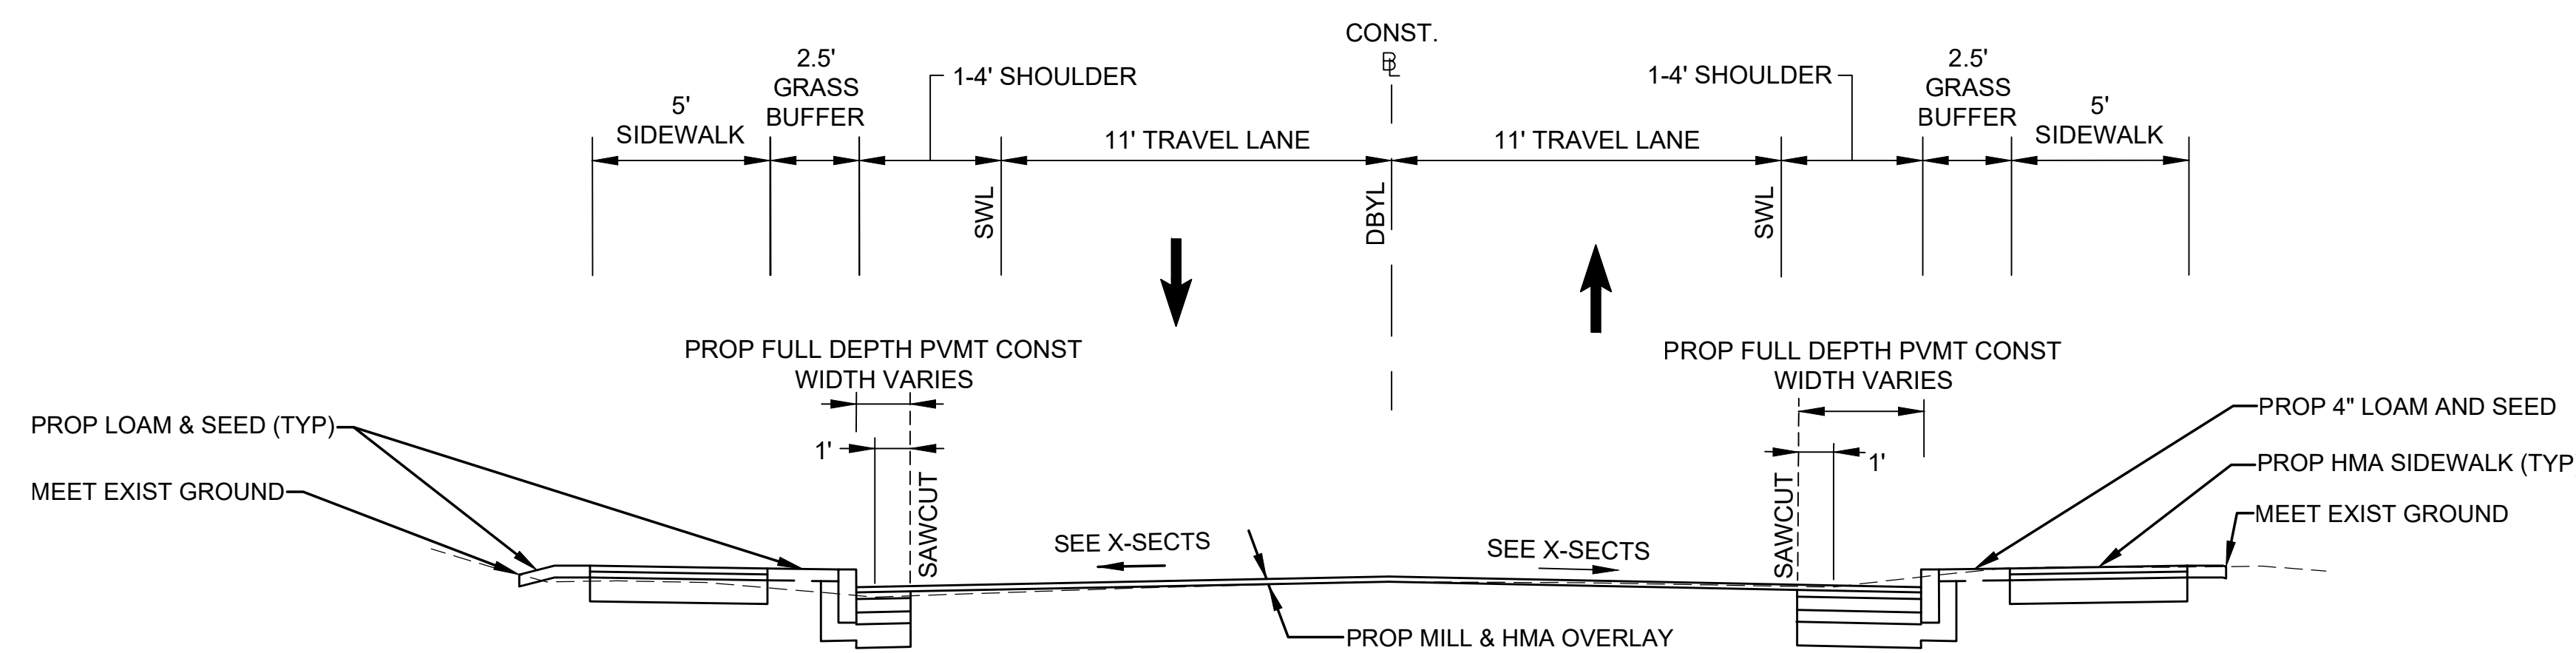 CONST.
BL
2.5'
GRASS
BUFFER
1-4' SHOULDER
1-4' SHOULDER
2.5'
GRASS
BUFFER
5'
SIDEWALK
11' TRAVEL LANE
11' TRAVEL LANE
5'
SIDEWALK
SWL
DBYL
SWL
PROP FULL DEPTH PVMT CONST
WIDTH VARIES
PROP FULL DEPTH PVMT CONST
WIDTH VARIES
PROP LOAM & SEED (TYP)
PROP 4" LOAM AND SEED
1'
1'
PROP HMA SIDEWALK (TYP
MEET EXIST GROUND
MEET EXIST GROUND
SAWCUT
SAWCUT
SEE X-SECTS
SEE X-SECTS
PROP MILL & HMA OVERLAY